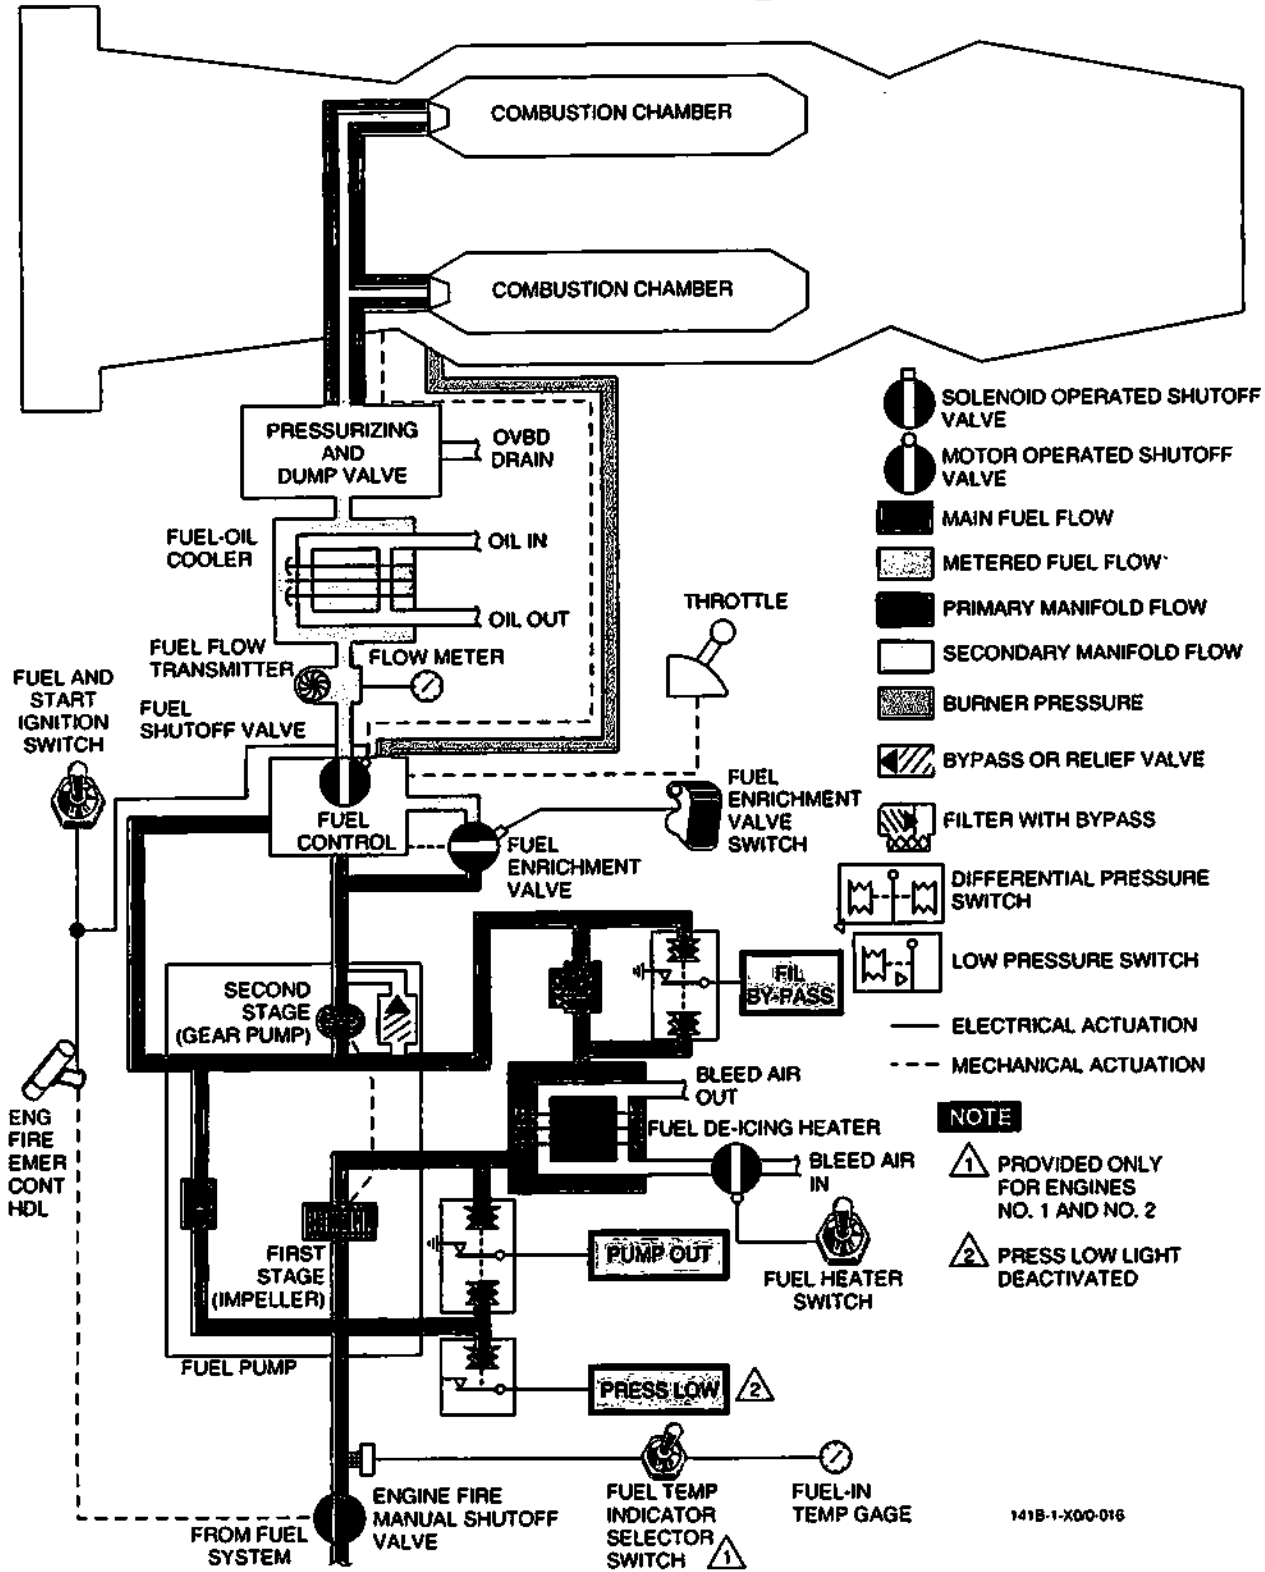 COMBUSTION CHAMBER
COMBUSTION CHAMBER
PRESSURIZING
AND
DUMP VALVE
OVBD
DRAIN
FUEL-OIL
COOLER
OIL IN
OIL OUT
FUEL FLOW
TRANSMITTER
FLOW METER
FUEL
SHUTOFF VALVE
FUEL AND
START
IGNITION
SWITCH
THROTTLE
FUEL
CONTROL
FUEL
ENRICHMENT
VALVE
FUEL
ENRICHMENT
VALVE
SWITCH
SECOND
STAGE
(GEAR PUMP)
FIL
BY-PASS
BLEED AIR
OUT
FUEL DE-ICING HEATER
BLEED AIR
IN
ENG
FIRE
EMER
CONT
HDL
FIRST
STAGE
(IMPELLER)
PUMP OUT
FUEL HEATER
SWITCH
FUEL PUMP
PRESS LOW
2
ENGINE FIRE
MANUAL SHUTOFF
VALVE
FROM FUEL
SYSTEM
FUEL TEMP
INDICATOR
SELECTOR
SWITCH 1
FUEL-IN
TEMP GAGE
SOLENOID OPERATED SHUTOFF
VALVE
MOTOR OPERATED SHUTOFF
VALVE
MAIN FUEL FLOW
METERED FUEL FLOW
PRIMARY MANIFOLD FLOW
SECONDARY MANIFOLD FLOW
BURNER PRESSURE
BYPASS OR RELIEF VALVE
FILTER WITH BYPASS
DIFFERENTIAL PRESSURE
SWITCH
LOW PRESSURE SWITCH
ELECTRICAL ACTUATION
MECHANICAL ACTUATION
NOTE
1 PROVIDED ONLY
FOR ENGINES
NO. 1 AND NO. 2
2 PRESS LOW LIGHT
DEACTIVATED
141B-1-X00-016